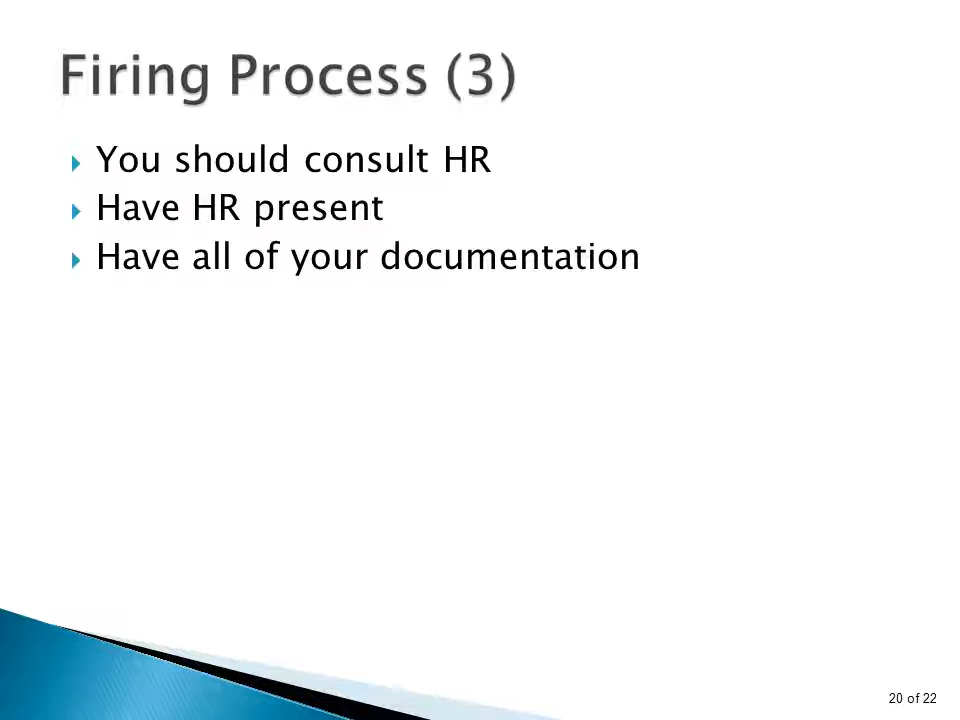 Firing Process (3)
You should consult HR
Have HR present
Have all of your documentation
20 of 22